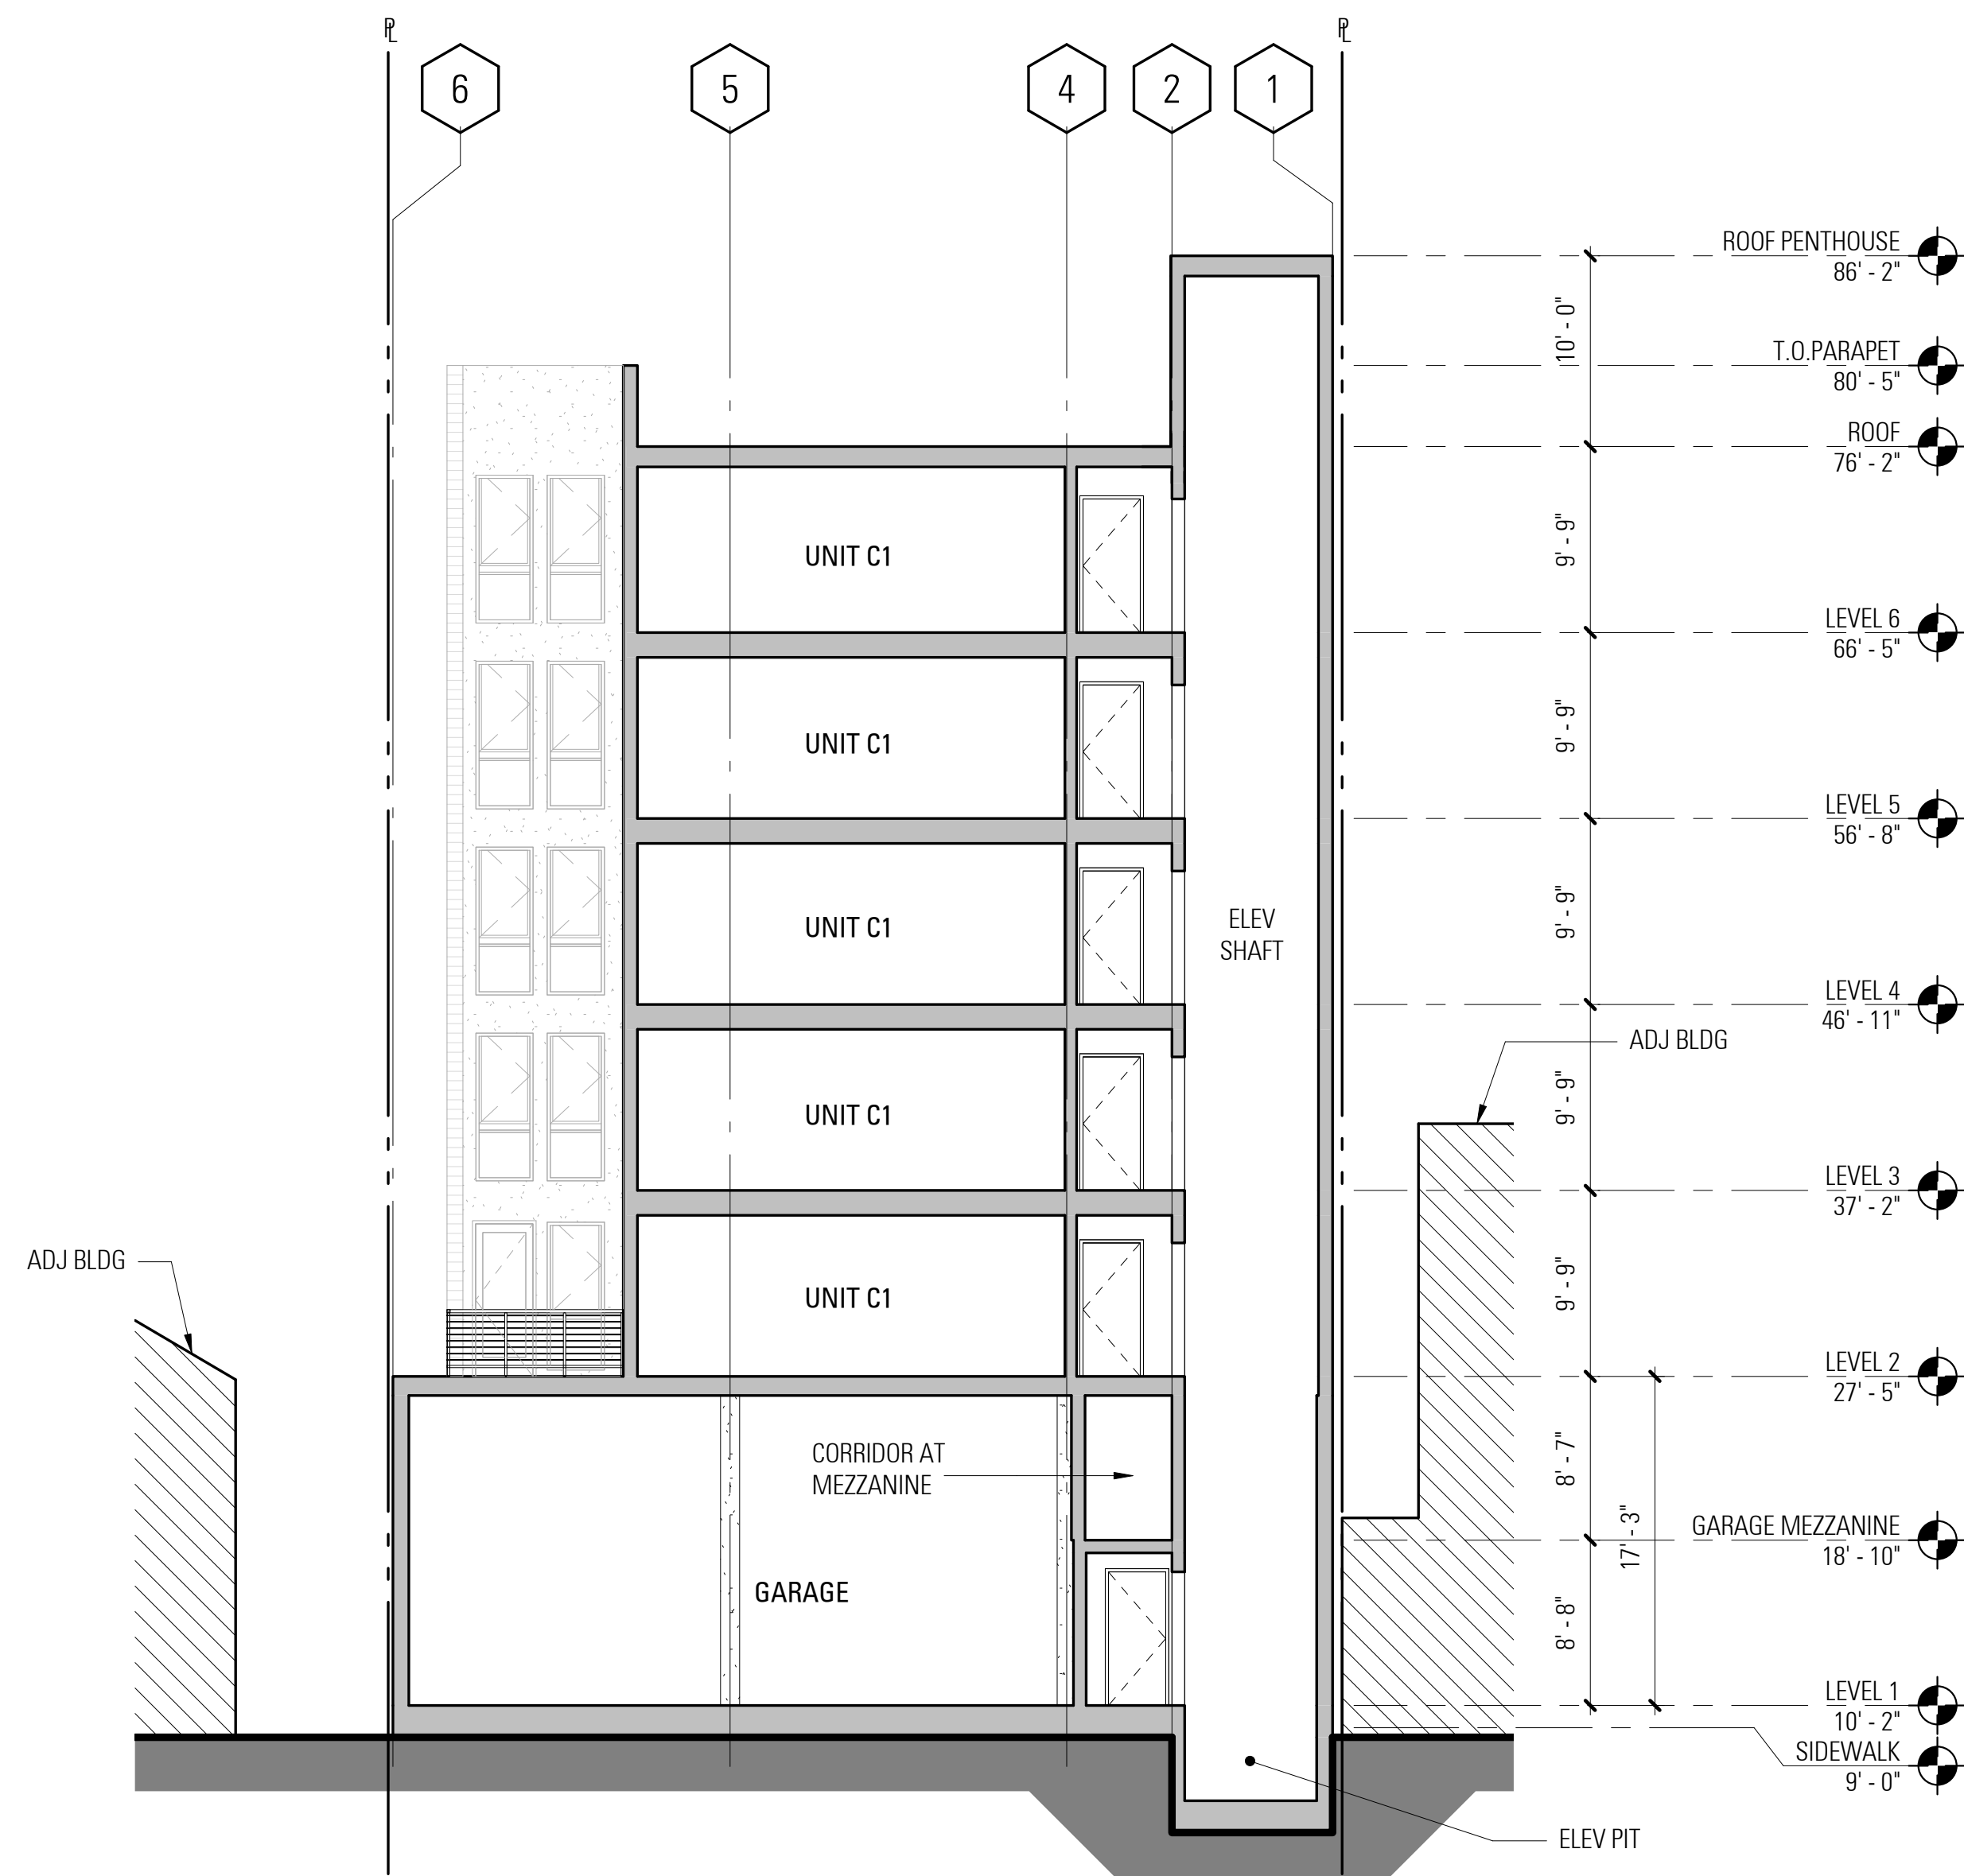 PL
PL
6
5
4
2
1
ROOF PENTHOUSE
86' - 2"
10' - 0"
T.O.PARAPET
80' - 5"
ROOF
76' - 2"
9' - 9"
UNIT C1
LEVEL 6
66' - 5"
9' - 9"
UNIT C1
LEVEL 5
56' - 8"
9' - 9"
UNIT C1
ELEV
SHAFT
LEVEL 4
46' - 11"
ADJ BLDG
9' - 9"
UNIT C1
LEVEL 3
37' - 2"
ADJ BLDG
9' - 9"
UNIT C1
LEVEL 2
27' - 5"
CORRIDOR AT
MEZZANINE
8' - 7"
17' - 3"
GARAGE MEZZANINE
18' - 10"
GARAGE
8' - 8"
LEVEL 1
10' - 2"
SIDEWALK
9' - 0"
ELEV PIT